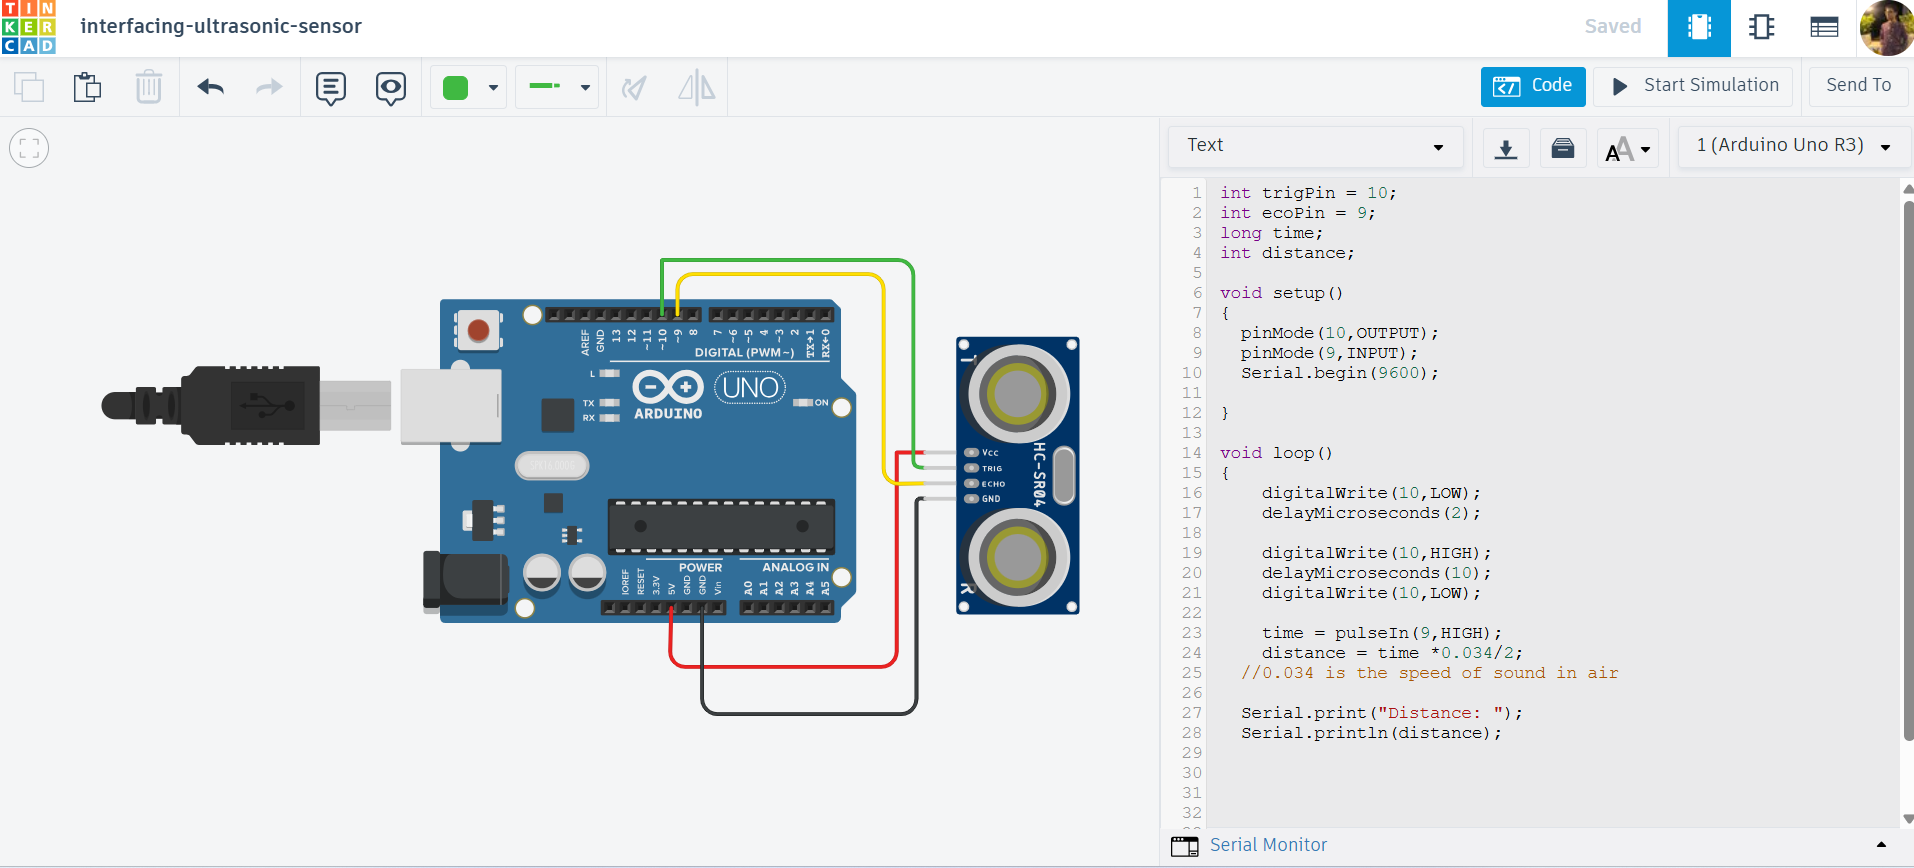 TIN
KER
CAD
interfacing-ultrasonic-sensor
Saved
Code
Start Simulation
Send To
Text
1 (Arduino Uno R3)
1 int trigPin = 10;
2 int ecoPin = 9;
3 long time;
4 int distance;
5
6 void setup()
7 {
8 pinMode(10,OUTPUT);
9 pinMode(9,INPUT);
10 Serial.begin(9600);
11
12 }
13
14 void loop()
15 {
16 digitalWrite(10,LOW);
17 delayMicroseconds(2);
18
19 digitalWrite(10,HIGH);
20 delayMicroseconds(10);
21 digitalWrite(10,LOW);
22
23 time = pulseIn(9,HIGH);
24 distance = time *0.034/2;
25 //0.034 is the speed of sound in air
26
27 Serial.print("Distance: ");
28 Serial.println(distance);
29
30
31
32
Serial Monitor
AREF
GND
13
12
~11
~10
~9
8
7
~6
~5
4
~3
2
TX→1
RX←0
DIGITAL (PWM~)
L
TX
RX
ARDUINO
UNO
ON
POWER
ANALOG IN
IOREF
RESET
3.3V
5V
GND
GND
Vin
A0
A1
A2
A3
A4
A5
T
Vcc
TRIG
ECHO
GND
HC-SR04
R